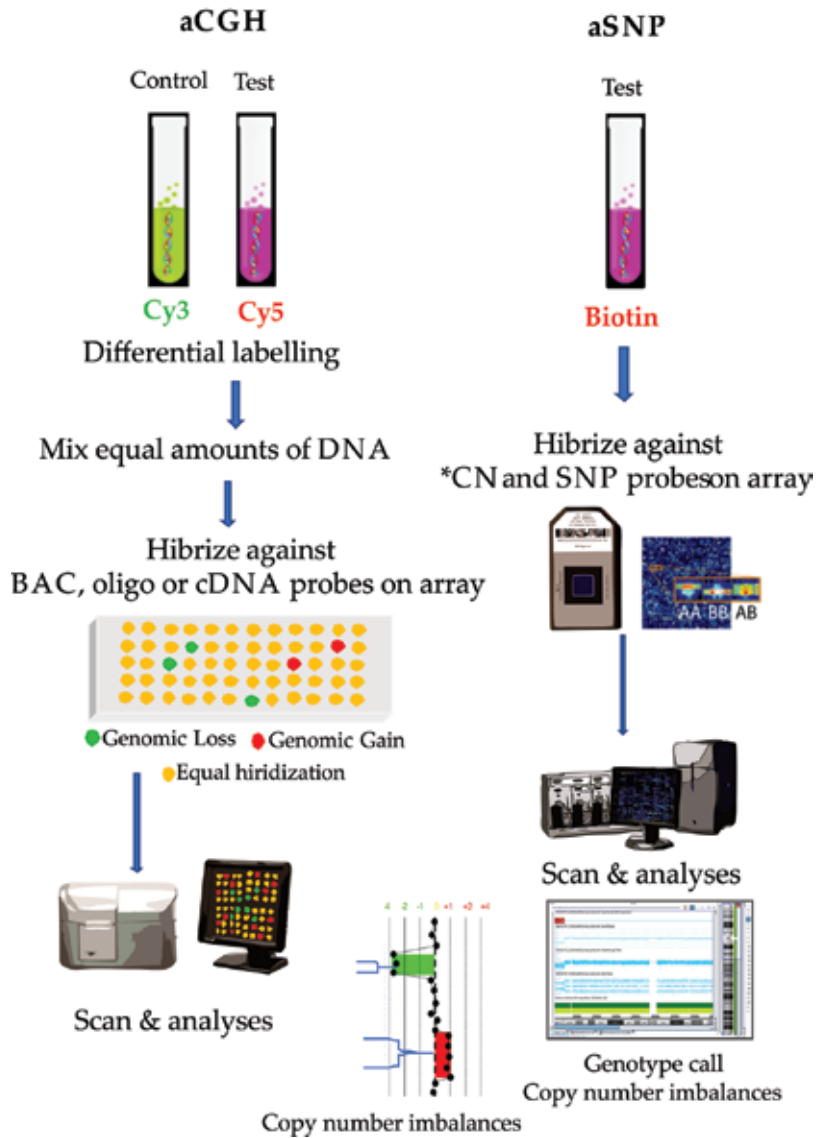 aCGH
Control Test
Cy3 Cy5
Differential labelling
Mix equal amounts of DNA
Hibrize against
BAC, oligo or cDNA probes on array
Genomic Loss Genomic Gain
Equal hiridization
Scan & analyses
-2 -1 0 +1 +2 +4
Copy number imbalances
aSNP
Test
Biotin
Hibrize against
*CN and SNP probeson array
AA BB AB
Scan & analyses
Genotype call
Copy number imbalances